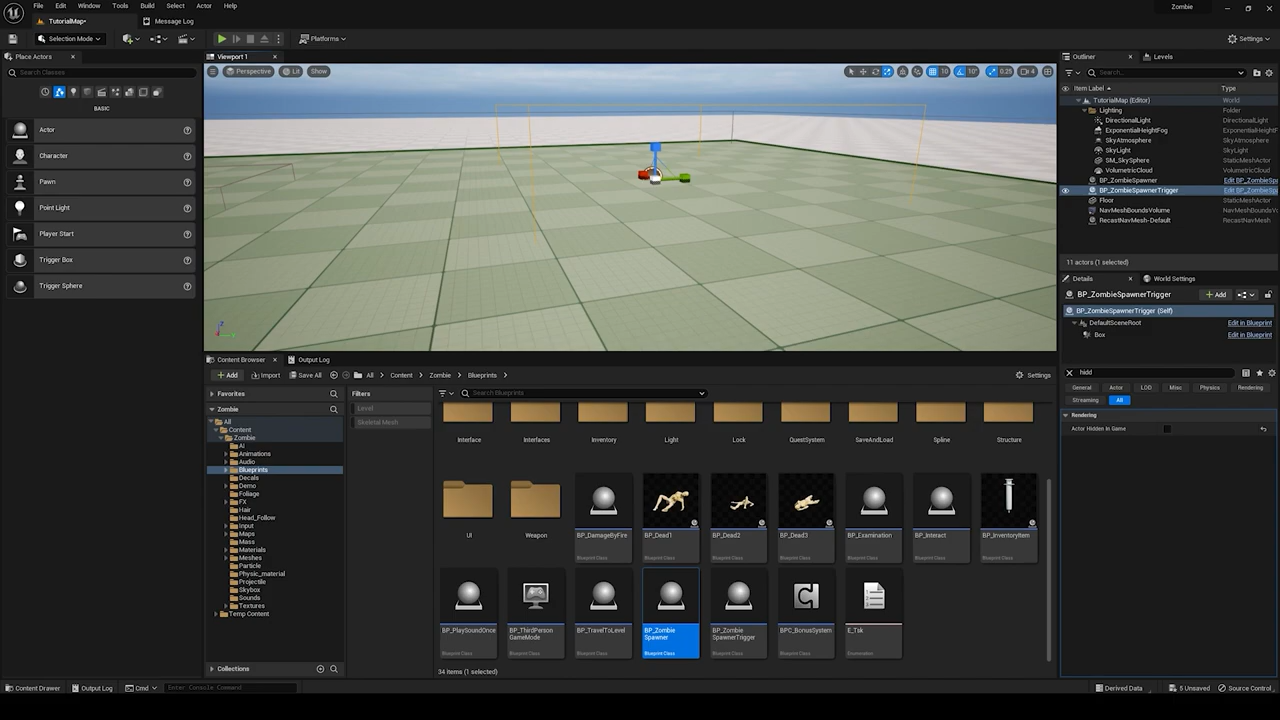 File Edit Window Tools Build Select Actor Help
Zombie
TutorialMap•
Message Log
Selection Mode
Platforms
Settings
Place Actors
Search Classes
BASIC
Actor
Character
Pawn
Point Light
Player Start
Trigger Box
Trigger Sphere
Viewport 1
Perspective Lit Show
10 10° 0.25 4
Outliner Levels
Search...
Item Label Type
TutorialMap (Editor) World
Lighting Folder
DirectionalLight DirectionalLight
ExponentialHeightFog ExponentialHeightF
SkyAtmosphere SkyAtmosphere
SkyLight SkyLight
SM_SkySphere StaticMeshActor
VolumetricCloud VolumetricCloud
BP_ZombieSpawner Edit BP_ZombieSpa
BP_ZombieSpawnerTrigger Edit BP_ZombieSpa
Floor StaticMeshActor
NavMeshBoundsVolume NavMeshBoundsV
RecastNavMesh-Default RecastNavMesh
11 actors (1 selected)
Details World Settings
BP_ZombieSpawnerTrigger
Add
BP_ZombieSpawnerTrigger (Self)
DefaultSceneRoot Edit in Blueprint
Box Edit in Blueprint
hidd
General Actor LOD Misc Physics Rendering
Streaming All
Rendering
Actor Hidden In Game
Content Browser Output Log
Add Import Save All All Content Zombie Blueprints
Settings
Favorites
Zombie
All
Content
Zombie
AI
Animations
Audio
Blueprints
Decals
Demo
Foliage
FX
Hair
Head_Follow
Input
Maps
Mass
Materials
Meshes
Particle
Physic_material
Projectile
Skybox
Sounds
Textures
Temp Content
Collections
Filters
Level
Skeletal Mesh
Search Blueprints
Interface Interfaces Inventory Light Lock QuestSystem SaveAndLoad Spline Structure
UI Weapon BP_DamageByFire BP_Dead1 BP_Dead2 BP_Dead3 BP_Examination BP_Interact BP_InventoryItem
Blueprint Class Blueprint Class Blueprint Class Blueprint Class Blueprint Class Blueprint Class Blueprint Class
BP_PlaySoundOnce BP_ThirdPerson GameMode BP_TravelToLevel BP_Zombie Spawner BP_Zombie SpawnerTrigger BPC_BonusSystem E_Tsk
Blueprint Class Blueprint Class Blueprint Class Blueprint Class Blueprint Class Blueprint Class Enumeration
34 items (1 selected)
Content Drawer Output Log Cmd Enter Console Command
Derived Data 5 Unsaved Source Control